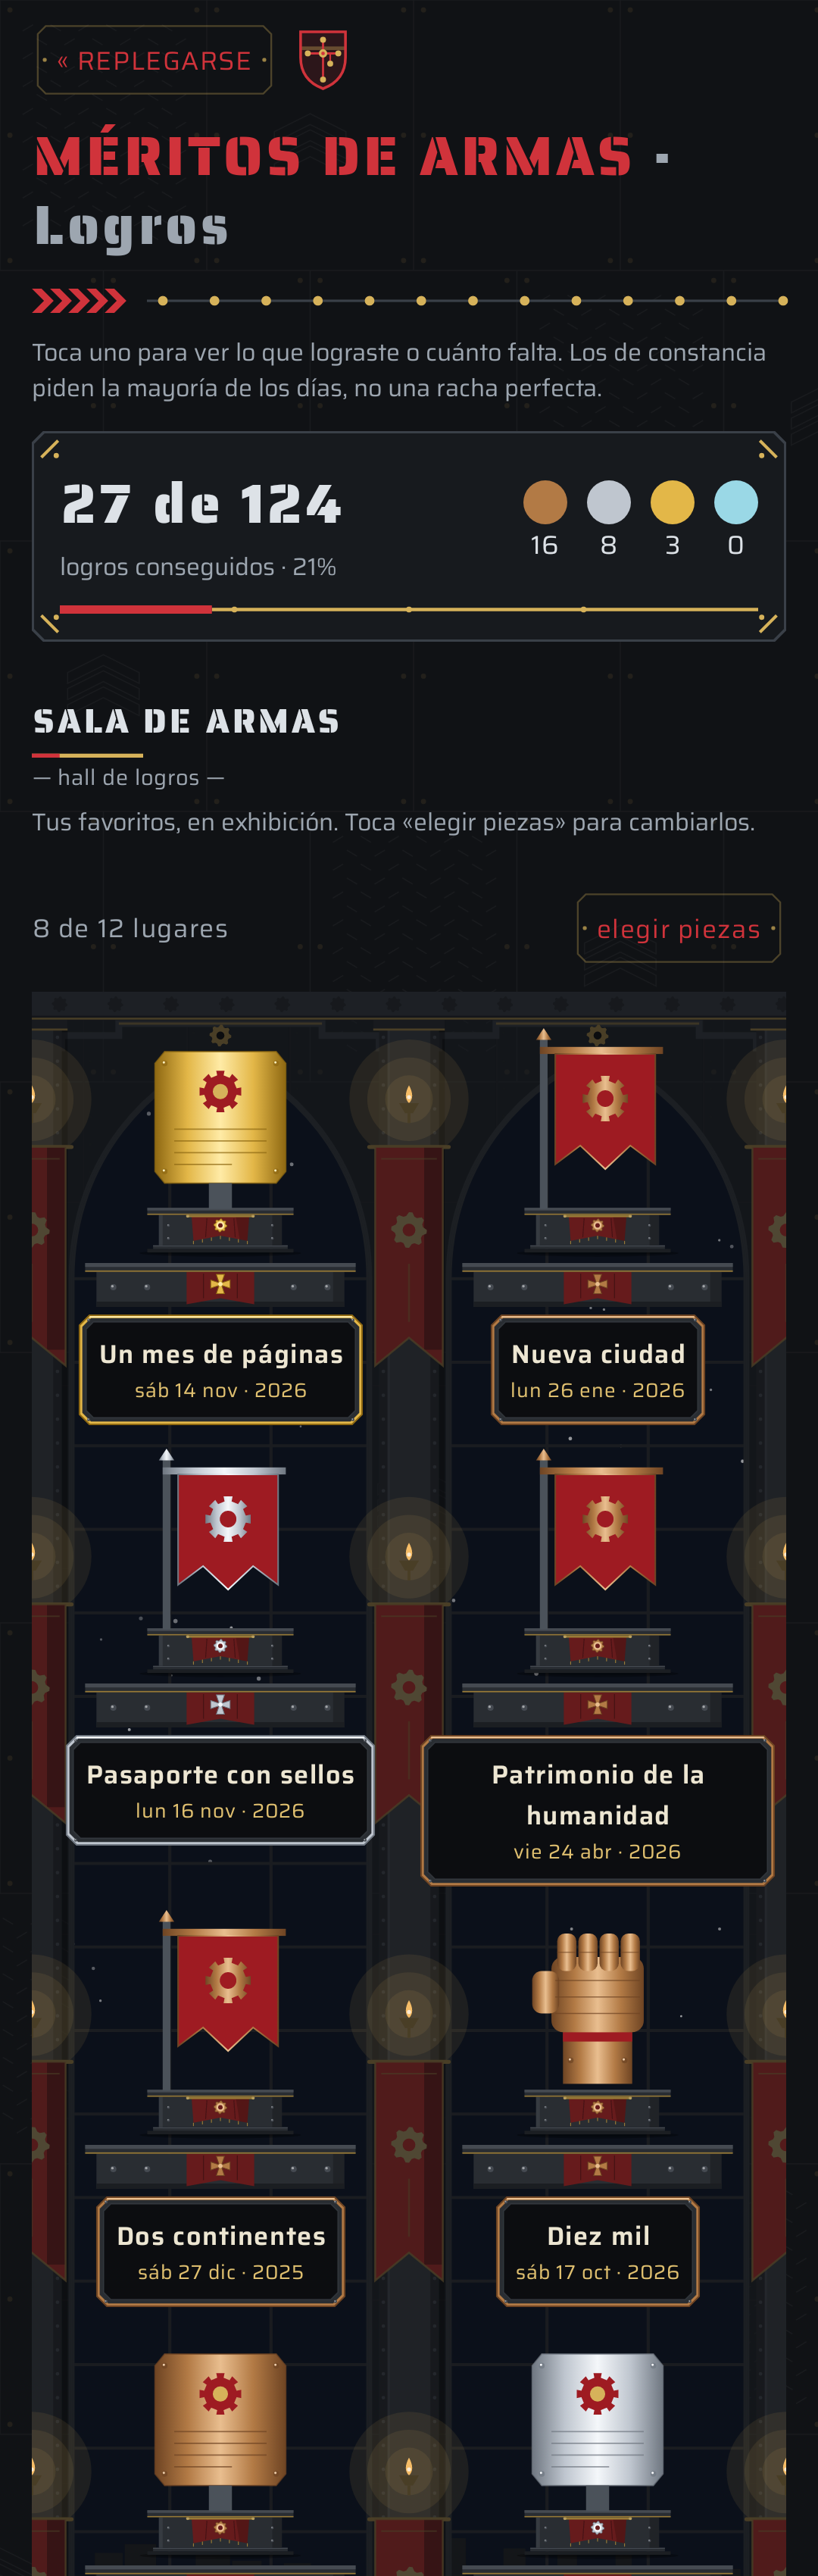 « REPLEGARSE
MÉRITOS DE ARMAS ·
Logros
Toca uno para ver lo que lograste o cuánto falta. Los de constancia
piden la mayoría de los días, no una racha perfecta.
27 de 124
logros conseguidos · 21%
16 8 3 0
SALA DE ARMAS
— hall de logros —
Tus favoritos, en exhibición. Toca «elegir piezas» para cambiarlos.
8 de 12 lugares
elegir piezas
Un mes de páginas
sáb 14 nov · 2026
Nueva ciudad
lun 26 ene · 2026
Pasaporte con sellos
lun 16 nov · 2026
Patrimonio de la
humanidad
vie 24 abr · 2026
Dos continentes
sáb 27 dic · 2025
Diez mil
sáb 17 oct · 2026